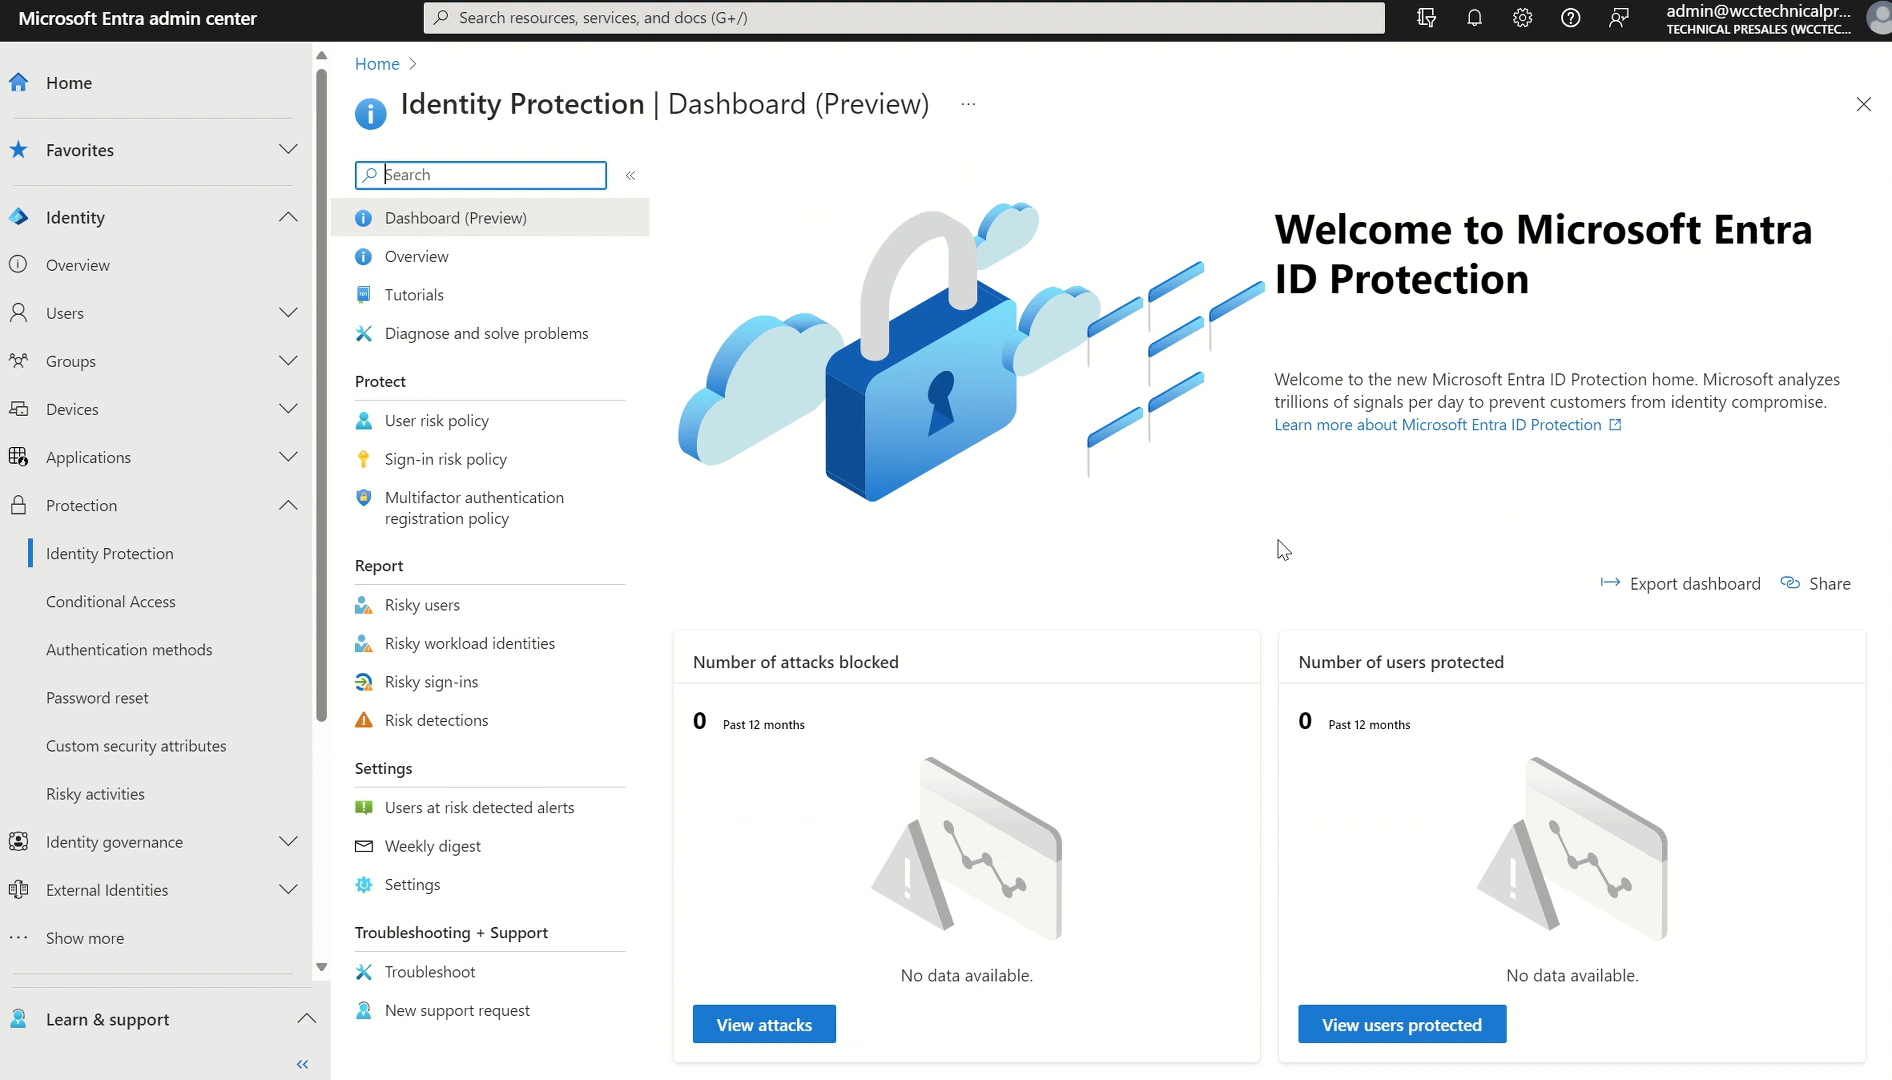 Microsoft Entra admin center
Search resources, services, and docs (G+/)
admin@wcctechnicalpr...
TECHNICAL PRESALES (WCCTEC...
Home
Favorites
Identity
Overview
Users
Groups
Devices
Applications
Protection
Identity Protection
Conditional Access
Authentication methods
Password reset
Custom security attributes
Risky activities
Identity governance
External Identities
Show more
Learn & support
Home
Identity Protection | Dashboard (Preview)
Search
Dashboard (Preview)
Overview
Tutorials
Diagnose and solve problems
Protect
User risk policy
Sign-in risk policy
Multifactor authentication
registration policy
Report
Risky users
Risky workload identities
Risky sign-ins
Risk detections
Settings
Users at risk detected alerts
Weekly digest
Settings
Troubleshooting + Support
Troubleshoot
New support request
Welcome to Microsoft Entra
ID Protection
Welcome to the new Microsoft Entra ID Protection home. Microsoft analyzes
trillions of signals per day to prevent customers from identity compromise.
Learn more about Microsoft Entra ID Protection
Export dashboard
Share
Number of attacks blocked
0 Past 12 months
No data available.
View attacks
Number of users protected
0 Past 12 months
No data available.
View users protected